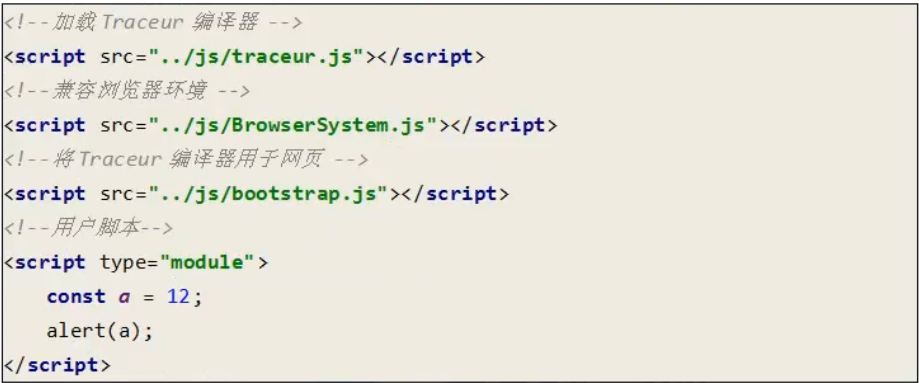 <!--加载 Traceur 编译器 -->
<script src="../js/traceur.js"></script>
<!--兼容浏览器环境 -->
<script src="../js/BrowserSystem.js"></script>
<!--将 Traceur 编译器用于网页 -->
<script src="../js/bootstrap.js"></script>
<!--用户脚本-->
<script type="module">
    const a = 12;
    alert(a);
</script>